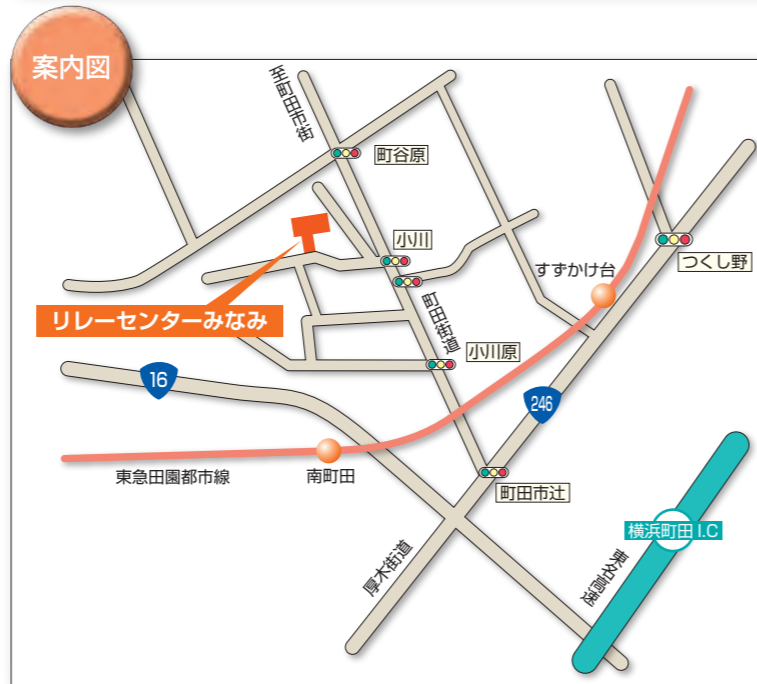 案内図
至町田市街
町谷原
小川
すずかけ台
つくし野
リレーセンターみなみ
町田街道
小川原
16
246
東急田園都市線
南町田
町田市辻
横浜町田I.C
厚木街道
東名高速